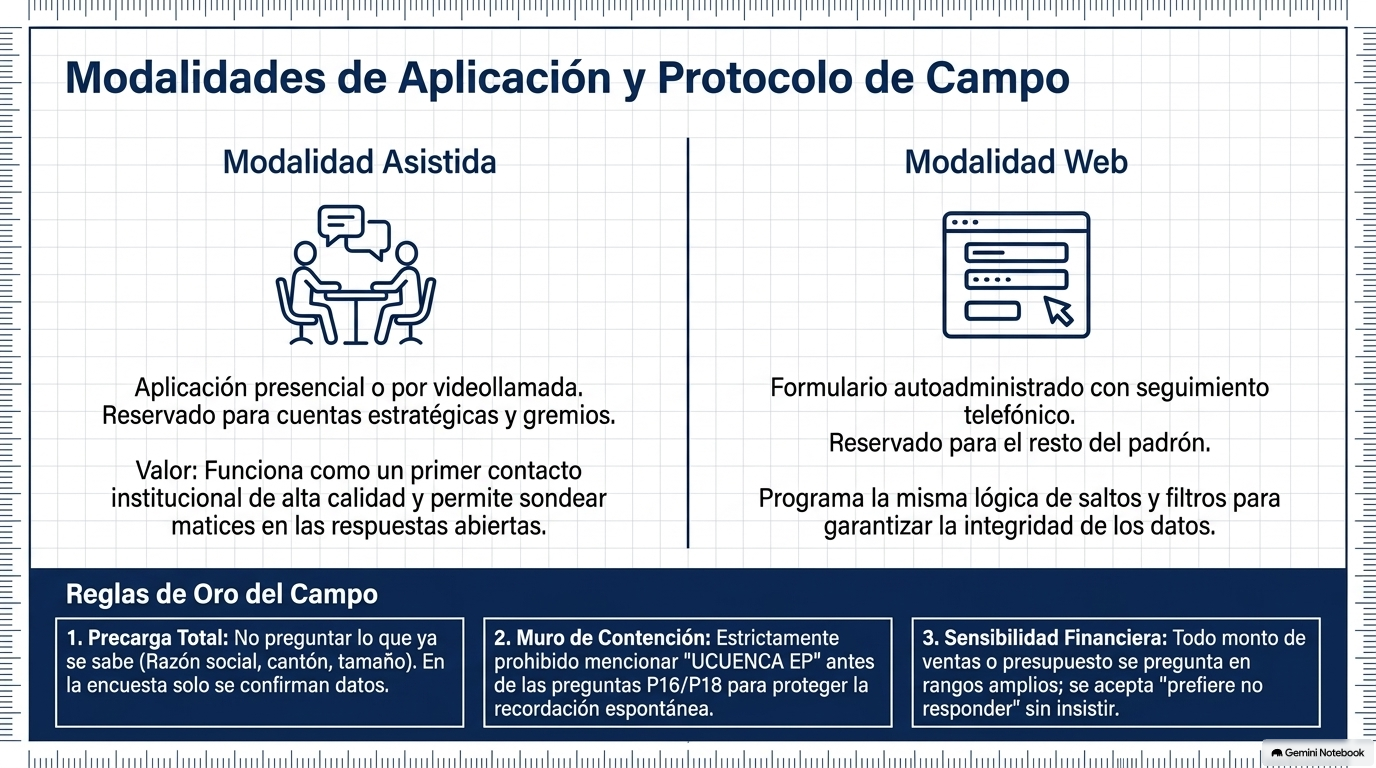 Modalidades de Aplicación y Protocolo de Campo
Modalidad Asistida
Aplicación presencial o por videollamada.
Reservado para cuentas estratégicas y gremios.
Valor: Funciona como un primer contacto
institucional de alta calidad y permite sondear
matices en las respuestas abiertas.
Modalidad Web
Formulario autoadministrado con seguimiento
telefónico.
Reservado para el resto del padrón.
Programa la misma lógica de saltos y filtros para
garantizar la integridad de los datos.
Reglas de Oro del Campo
1. Precarga Total: No preguntar lo que ya
se sabe (Razón social, cantón, tamaño). En
la encuesta solo se confirman datos.
2. Muro de Contención: Estrictamente
prohibido mencionar "UCUENCA EP" antes
de las preguntas P16/P18 para proteger la
recordación espontánea.
3. Sensibilidad Financiera: Todo monto de
ventas o presupuesto se pregunta en
rangos amplios; se acepta "prefiere no
responder" sin insistir.
Gemini Notebook